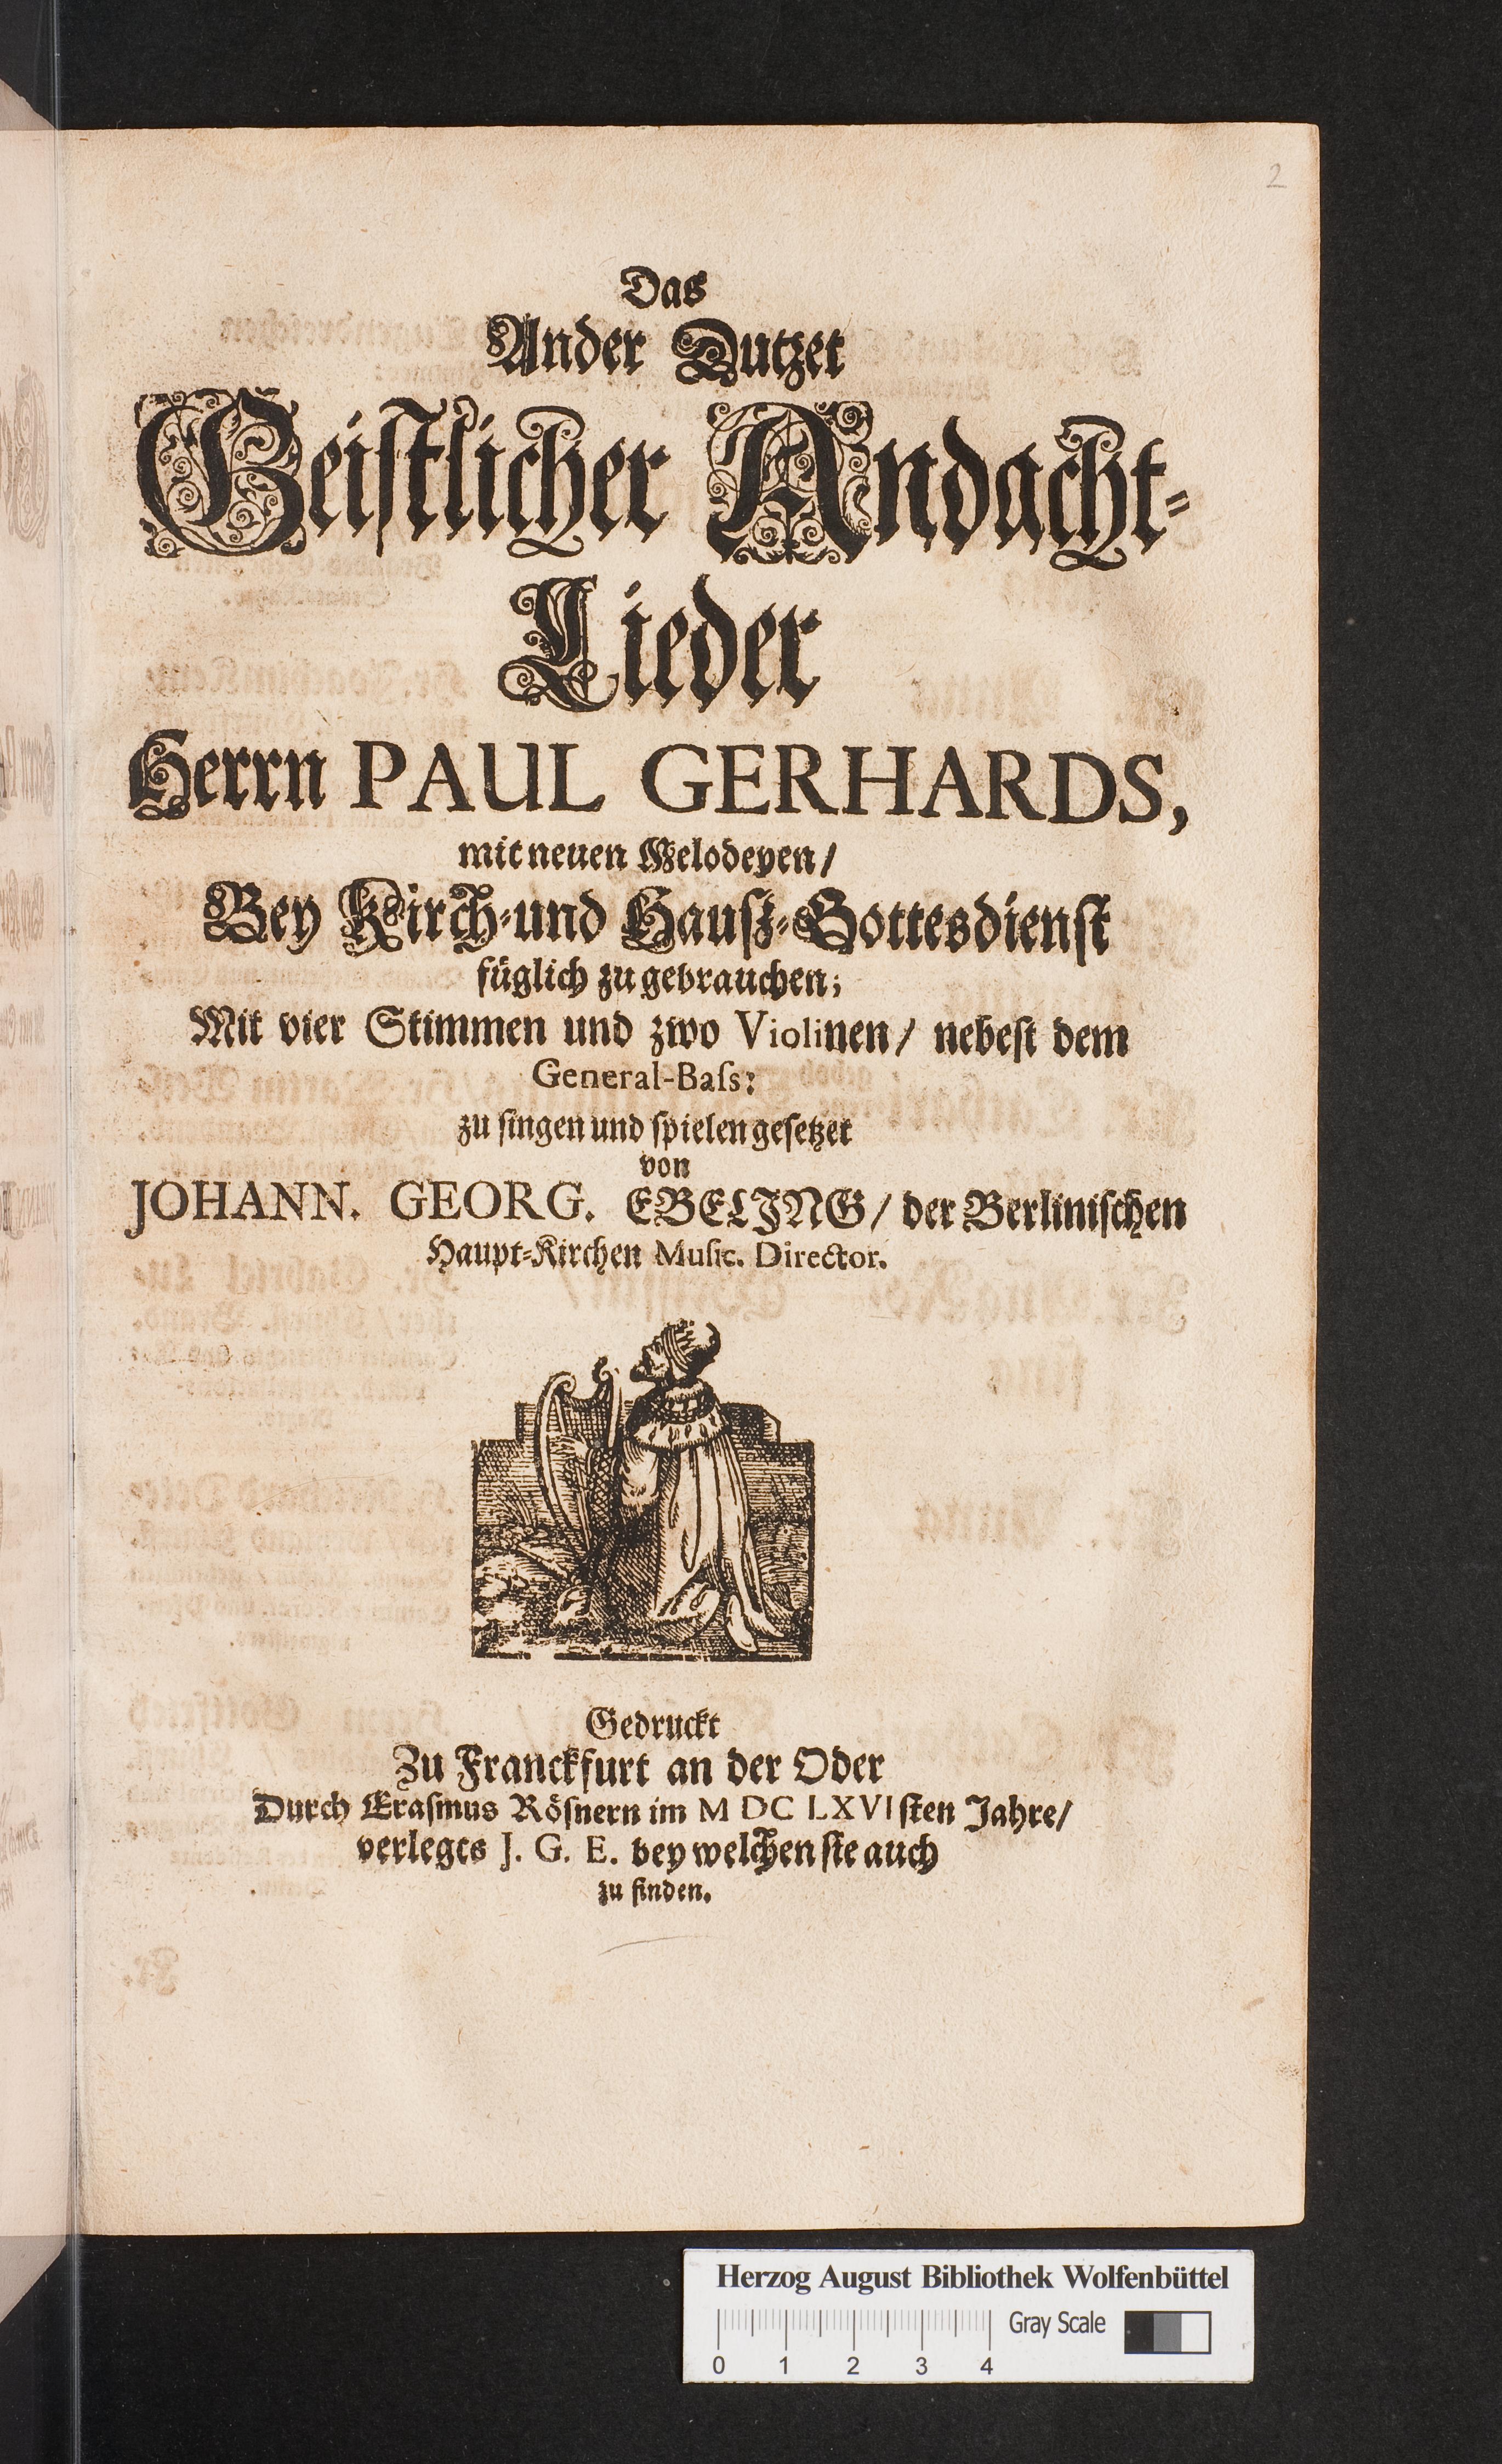 2
Das
Ander Dutzet
Geiſtlicher Andacht-
Lieder
Herrn PAUL GERHARDS,
mit neuen Melodeyen/
Bey Kirch-und Hauſz-Gottesdienſt
füglich zu gebrauchen;
Mit vier Stimmen und zwo Violinen/ nebeſt dem
General-Baſs:
zu ſingen und ſpielen geſetzet
von
JOHANN. GEORG. EBELJNG/ der Berliniſchen
Haupt-Kirchen Muſic. Director.
Gedruckt
Zu Franckfurt an der Oder
Durch Eraſmus Röſnern im M DC LXVI ſten Jahre/
verlegts J. G. E. bey welchen ſie auch
zu finden.
Herzog August Bibliothek Wolfenbüttel
Gray Scale
0 1 2 3 4